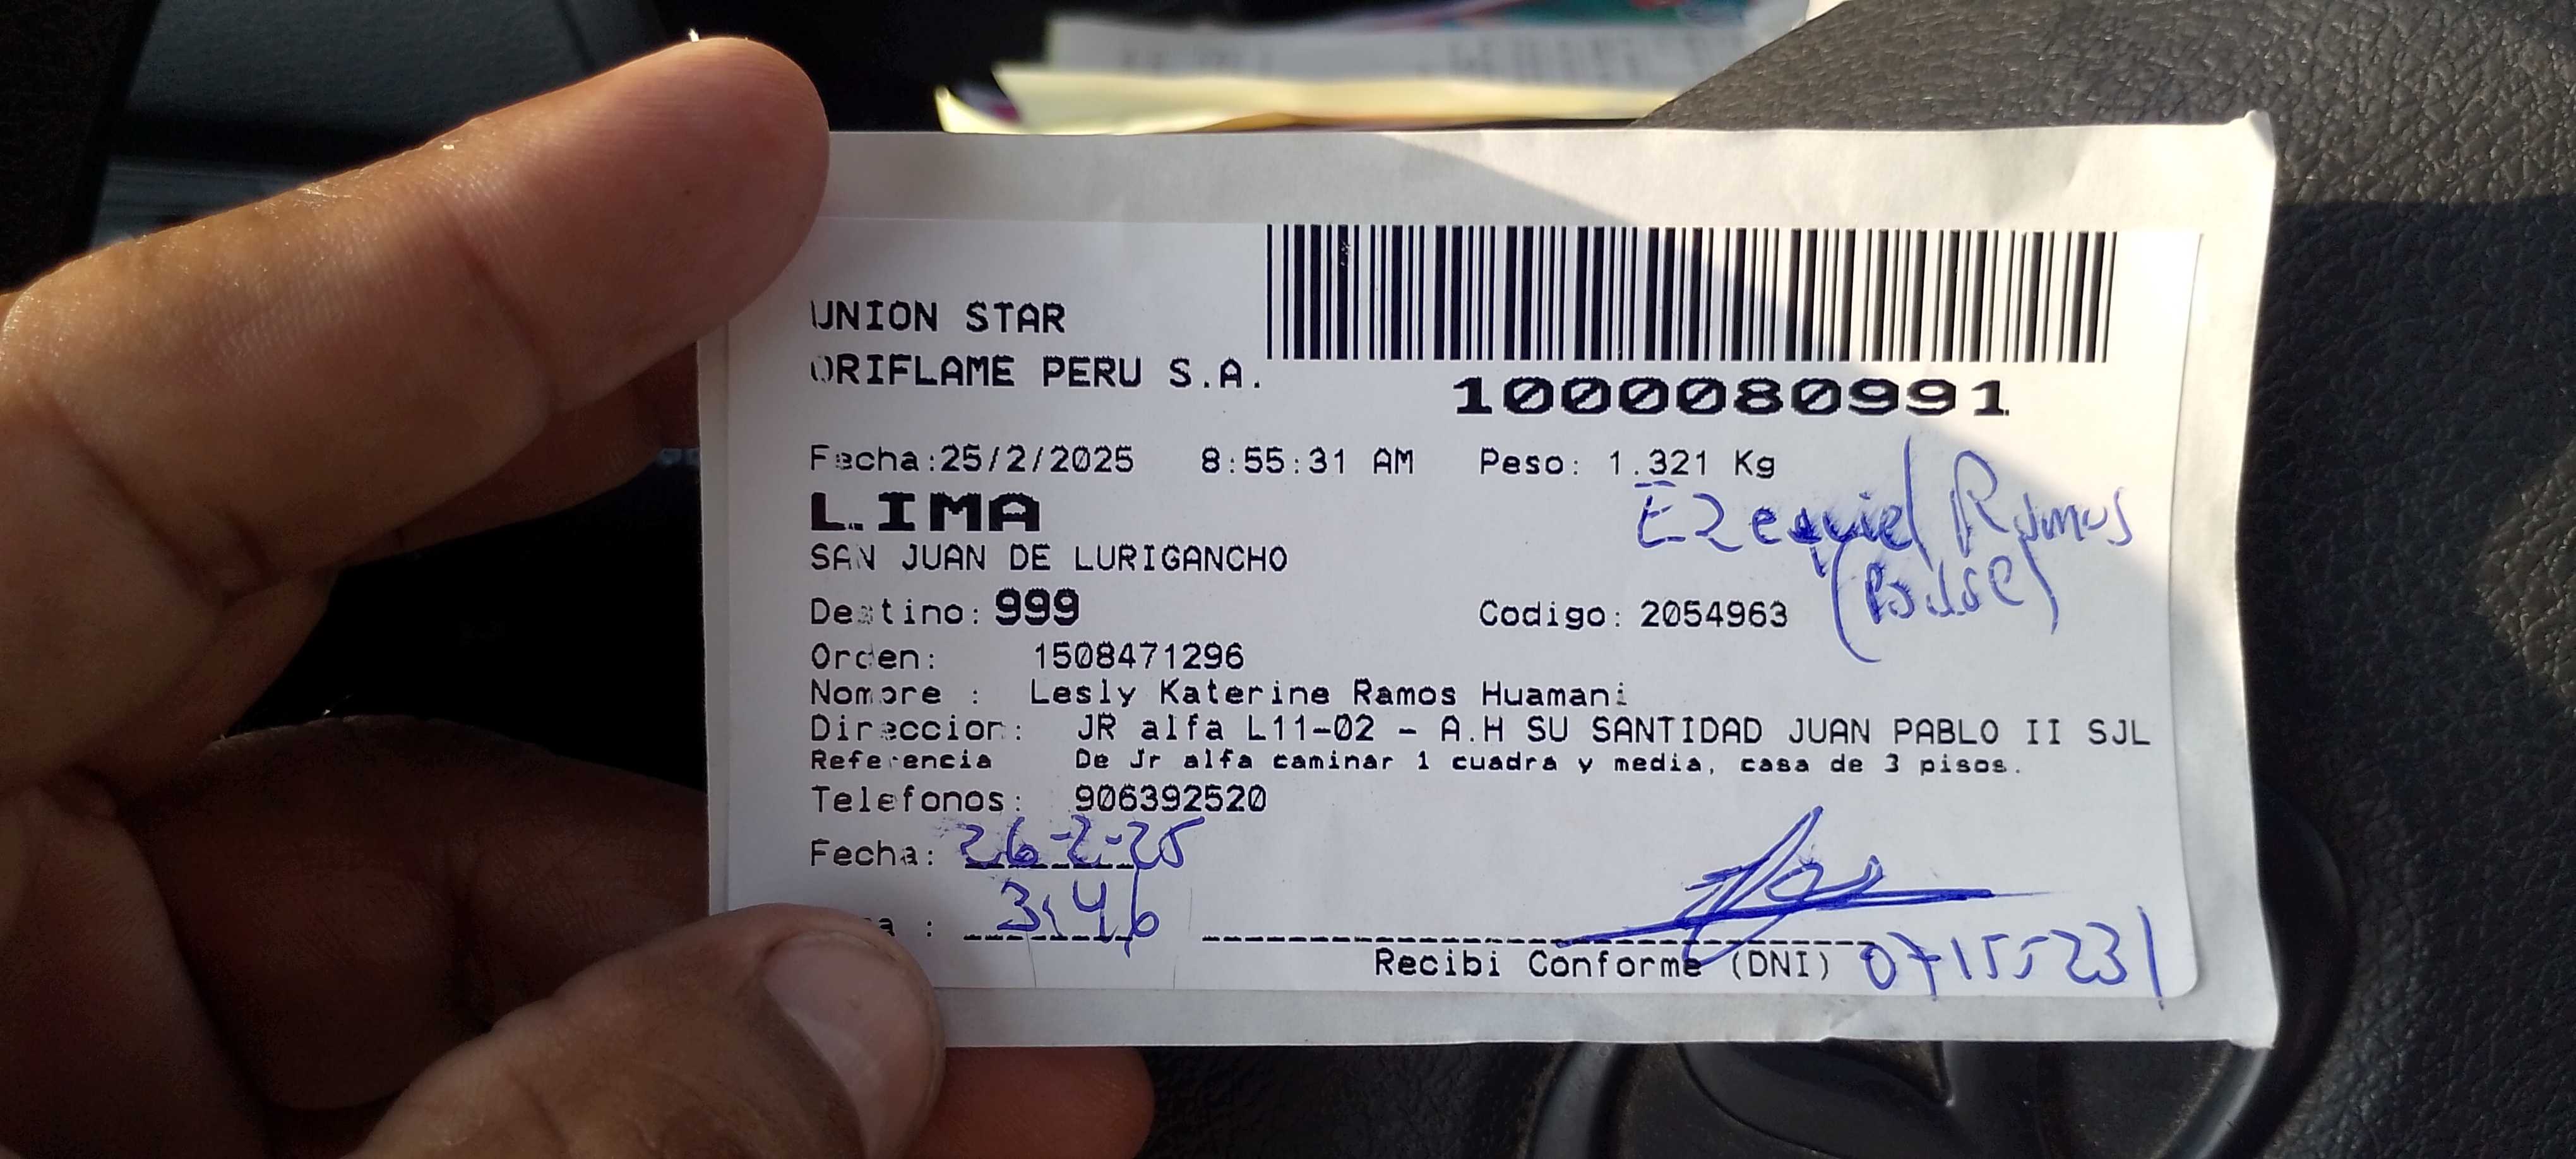 UNION STAR
ORIFLAME PERU S.A.
1000080991
Fecha:25/2/2025 8:55:31 AM Peso: 1.321 Kg
LIMA
Ezequiel Ramos
SAN JUAN DE LURIGANCHO
Destino: 999 Codigo: 2054963
Orden: 1508471296
Nombre : Lesly Katerine Ramos Huamani
Direccion: JR alfa L11-02 - A.H SU SANTIDAD JUAN PABLO II SJL
Referencia De Jr alfa caminar 1 cuadra y media, casa de 3 pisos.
Telefonos: 906392520
Fecha: 26-2-25
a : 3:46
Recibi Conforme (DNI) 07155231